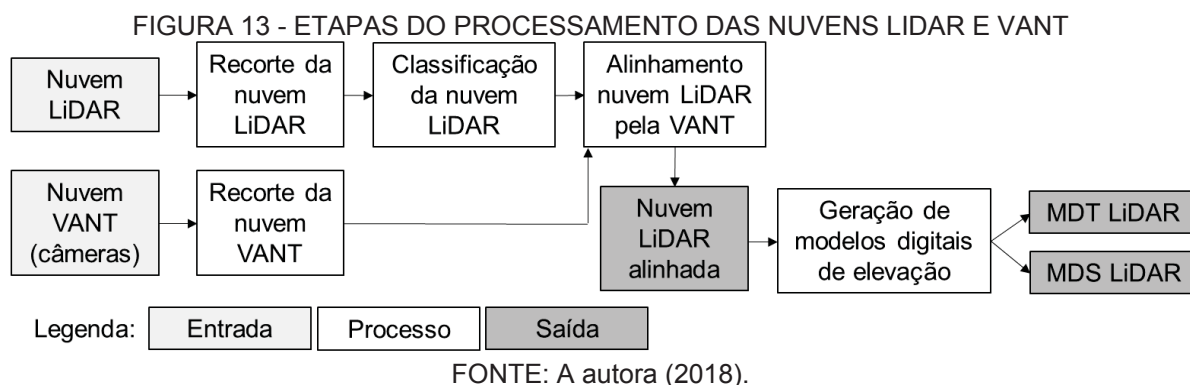 FIGURA 13 - ETAPAS DO PROCESSAMENTO DAS NUVENS LIDAR E VANT
Nuvem
LiDAR
Recorte da
nuvem
LiDAR
Classificação
da nuvem
LiDAR
Alinhamento
nuvem LiDAR
pela VANT
Nuvem
VANT
(câmeras)
Recorte da
nuvem
VANT
Nuvem
LiDAR
alinhada
Geração de
modelos digitais
de elevação
MDT LiDAR
MDS LiDAR
Legenda:
Entrada
Processo
Saída
FONTE: A autora (2018).